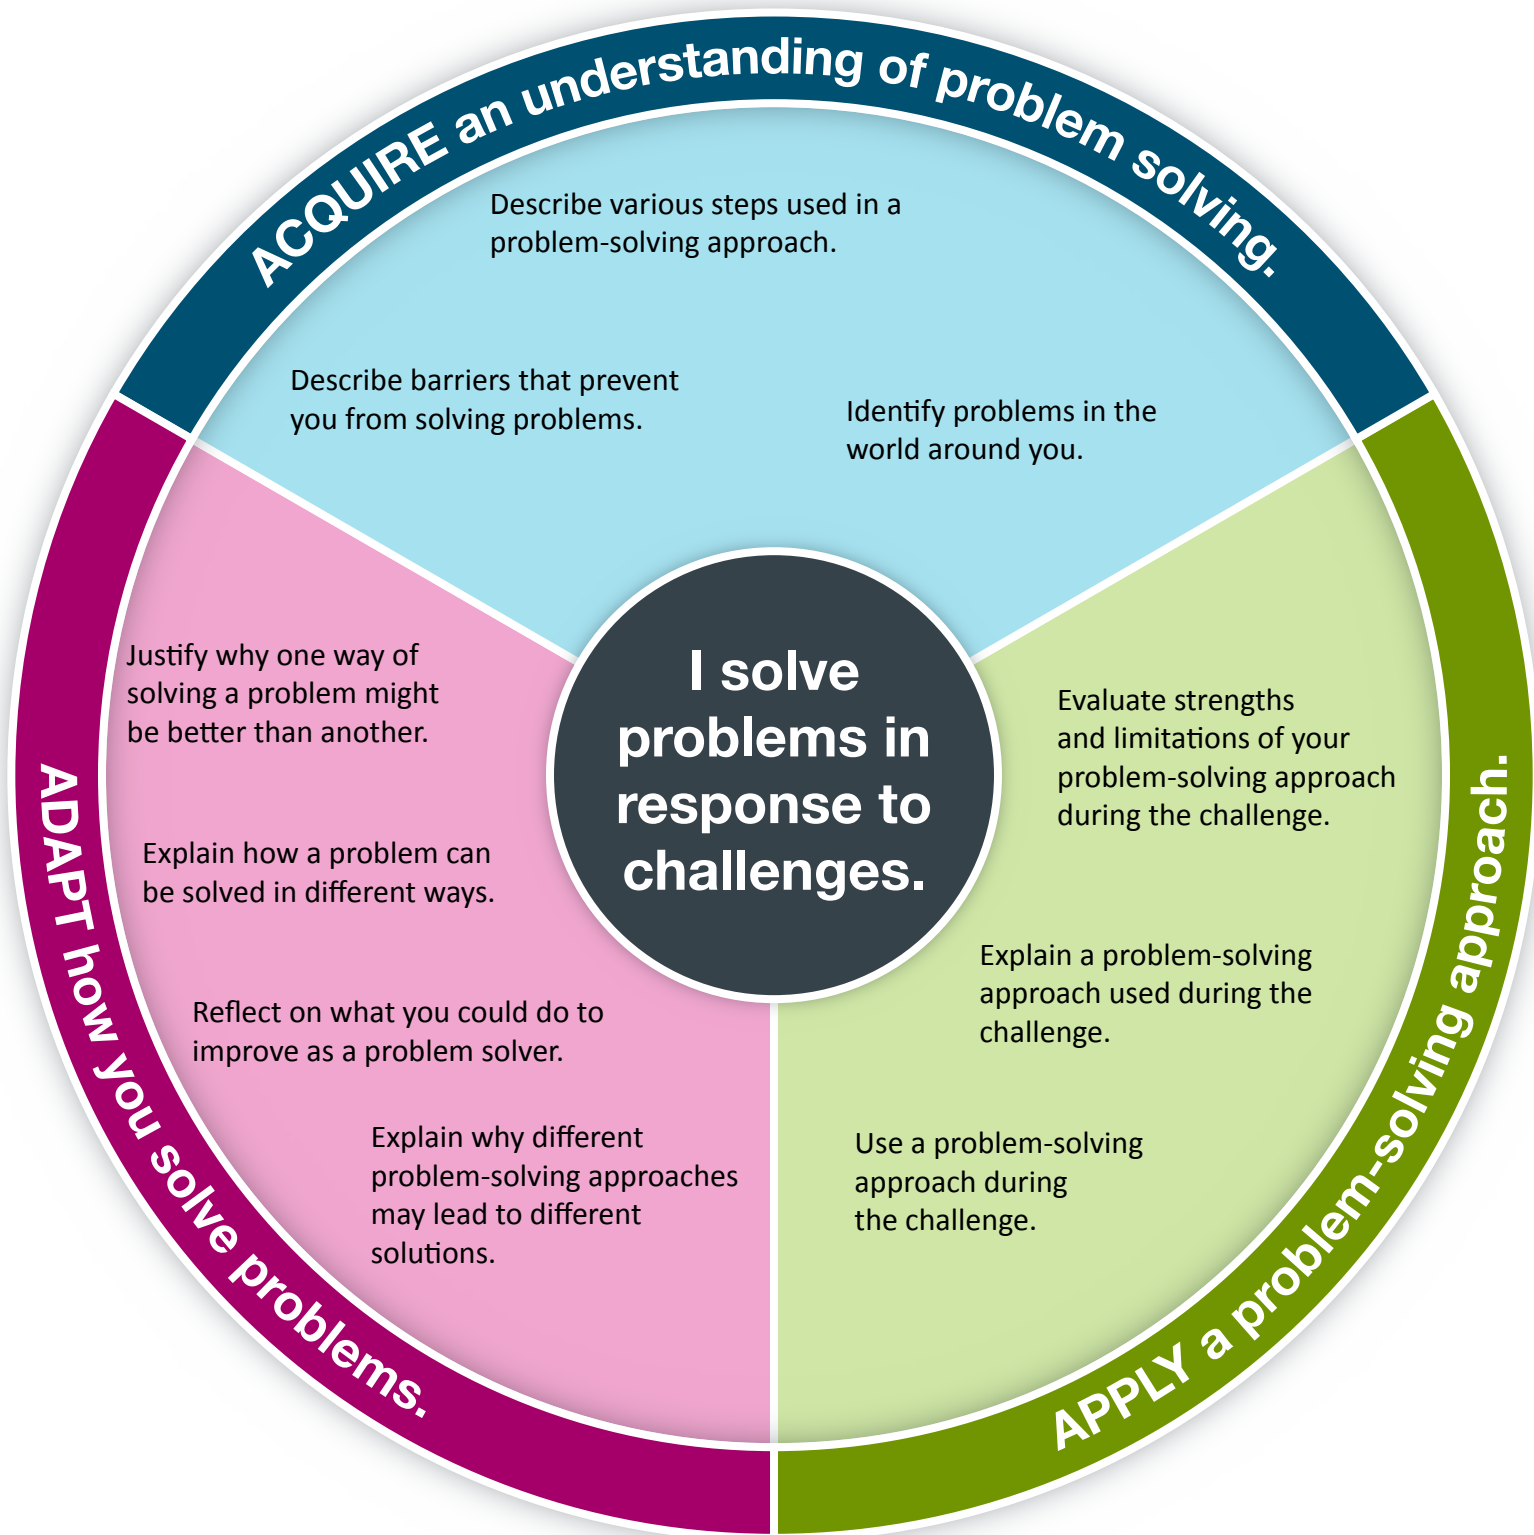 ACQUIRE an understanding of problem solving.
Describe various steps used in a
problem-solving approach.
Describe barriers that prevent
you from solving problems.
Identify problems in the
world around you.
I solve
problems in
response to
challenges.
APPLY a problem-solving approach.
Evaluate strengths
and limitations of your
problem-solving approach
during the challenge.
Explain a problem-solving
approach used during the
challenge.
Use a problem-solving
approach during
the challenge.
ADAPT how you solve problems.
Justify why one way of
solving a problem might
be better than another.
Explain how a problem can
be solved in different ways.
Reflect on what you could do to
improve as a problem solver.
Explain why different
problem-solving approaches
may lead to different
solutions.